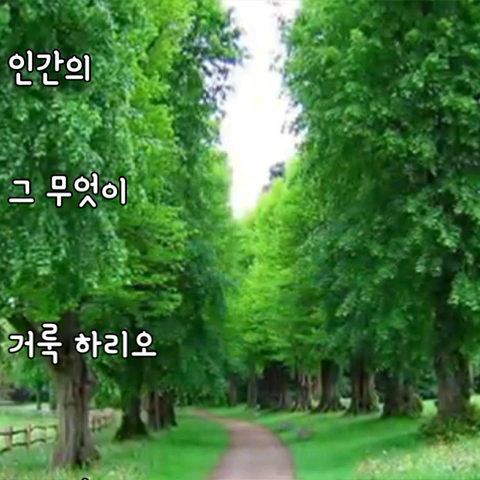 인간의
그 무엇이
거룩 하리오